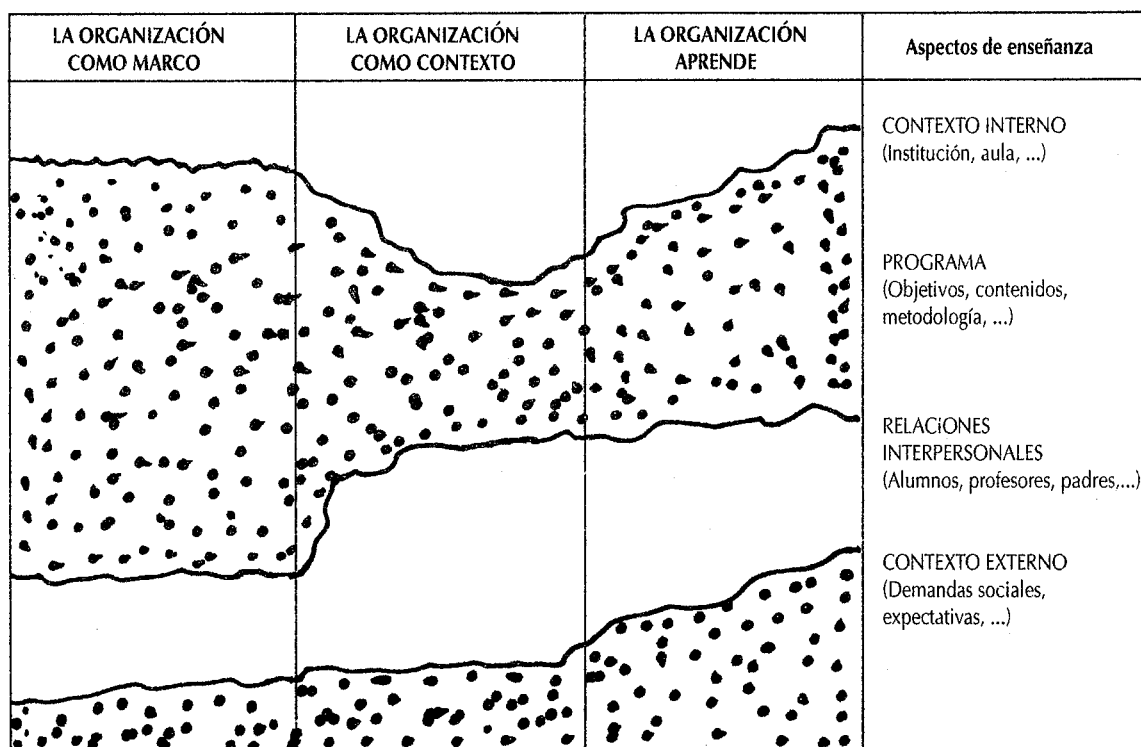 LA ORGANIZACIÓN
COMO MARCO
LA ORGANIZACIÓN
COMO CONTEXTO
LA ORGANIZACIÓN
APRENDE
Aspectos de enseñanza
CONTEXTO INTERNO
(Institución, aula, ...)
PROGRAMA
(Objetivos, contenidos,
metodología, ...)
RELACIONES
INTERPERSONALES
(Alumnos, profesores, padres,...)
CONTEXTO EXTERNO
(Demandas sociales,
expectativas, ...)